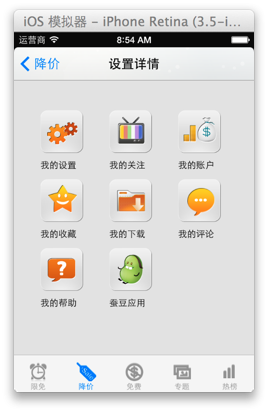 iOS 模拟器 - iPhone Retina (3.5-i...
运营商 8:54 AM
降价 设置详情
我的设置 我的关注 我的账户
我的收藏 我的下载 我的评论
我的帮助 蚕豆应用
限免 降价 免费 专题 热榜